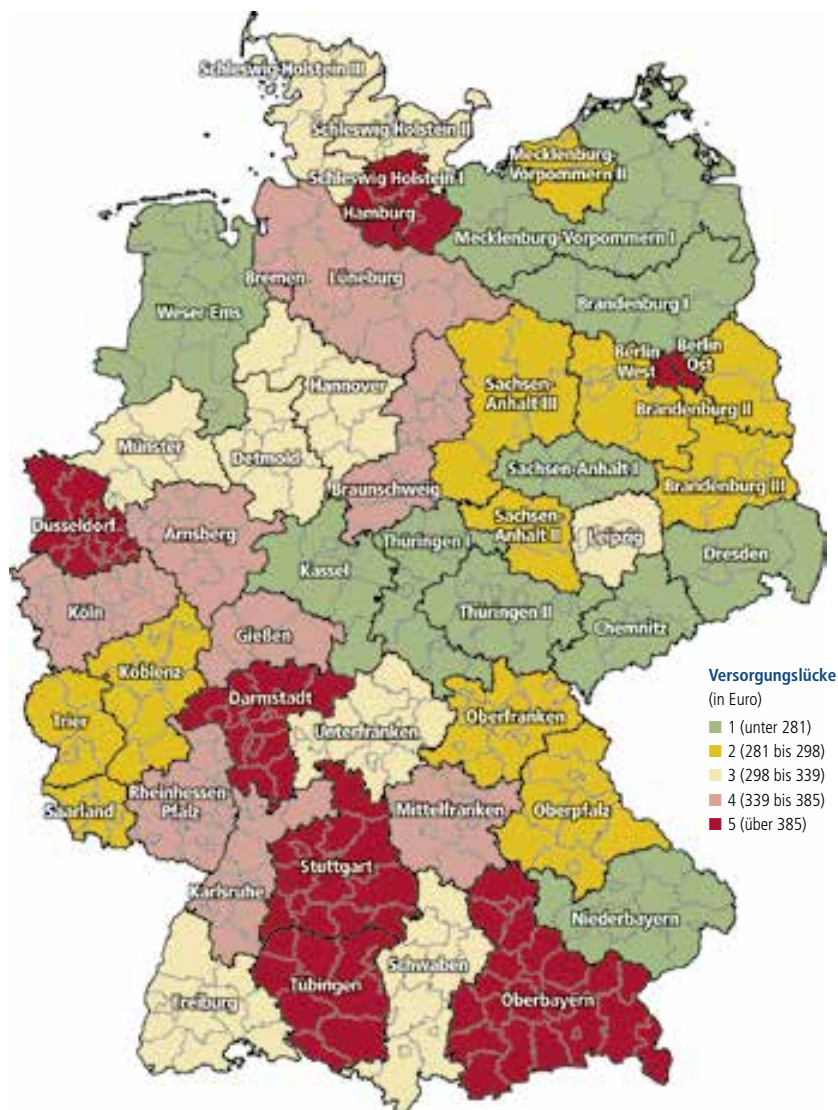 Schleswig-Holstein III
Schleswig Holstein II
Mecklenburg-
Vorpommern II
Schleswig Holstein I
Hamburg
Mecklenburg-Vorpommern I
Bremen
Lüneburg
Brandenburg I
Weser-Ems
Berlin
West
Berlin
Ost
Hannover
Sachsen-
Anhalt III
Brandenburg II
Münster
Detmold
Sachsen-Anhalt I
Braunschweig
Brandenburg III
Düsseldorf
Arnsberg
Sachsen-
Anhalt II
Leipzig
Kassel
Thüringen I
Dresden
Köln
Thüringen II
Chemnitz
Gießen
Koblenz
Darmstadt
Trier
Unterfranken
Oberfranken
Saarland
Rheinhessen-
Pfalz
Mittelfranken
Oberpfalz
Stuttgart
Karlsruhe
Niederbayern
Schwaben
Tübingen
Freiburg
Oberbayern
Versorgungslücke
(in Euro)
1 (unter 281)
2 (281 bis 298)
3 (298 bis 339)
4 (339 bis 385)
5 (über 385)